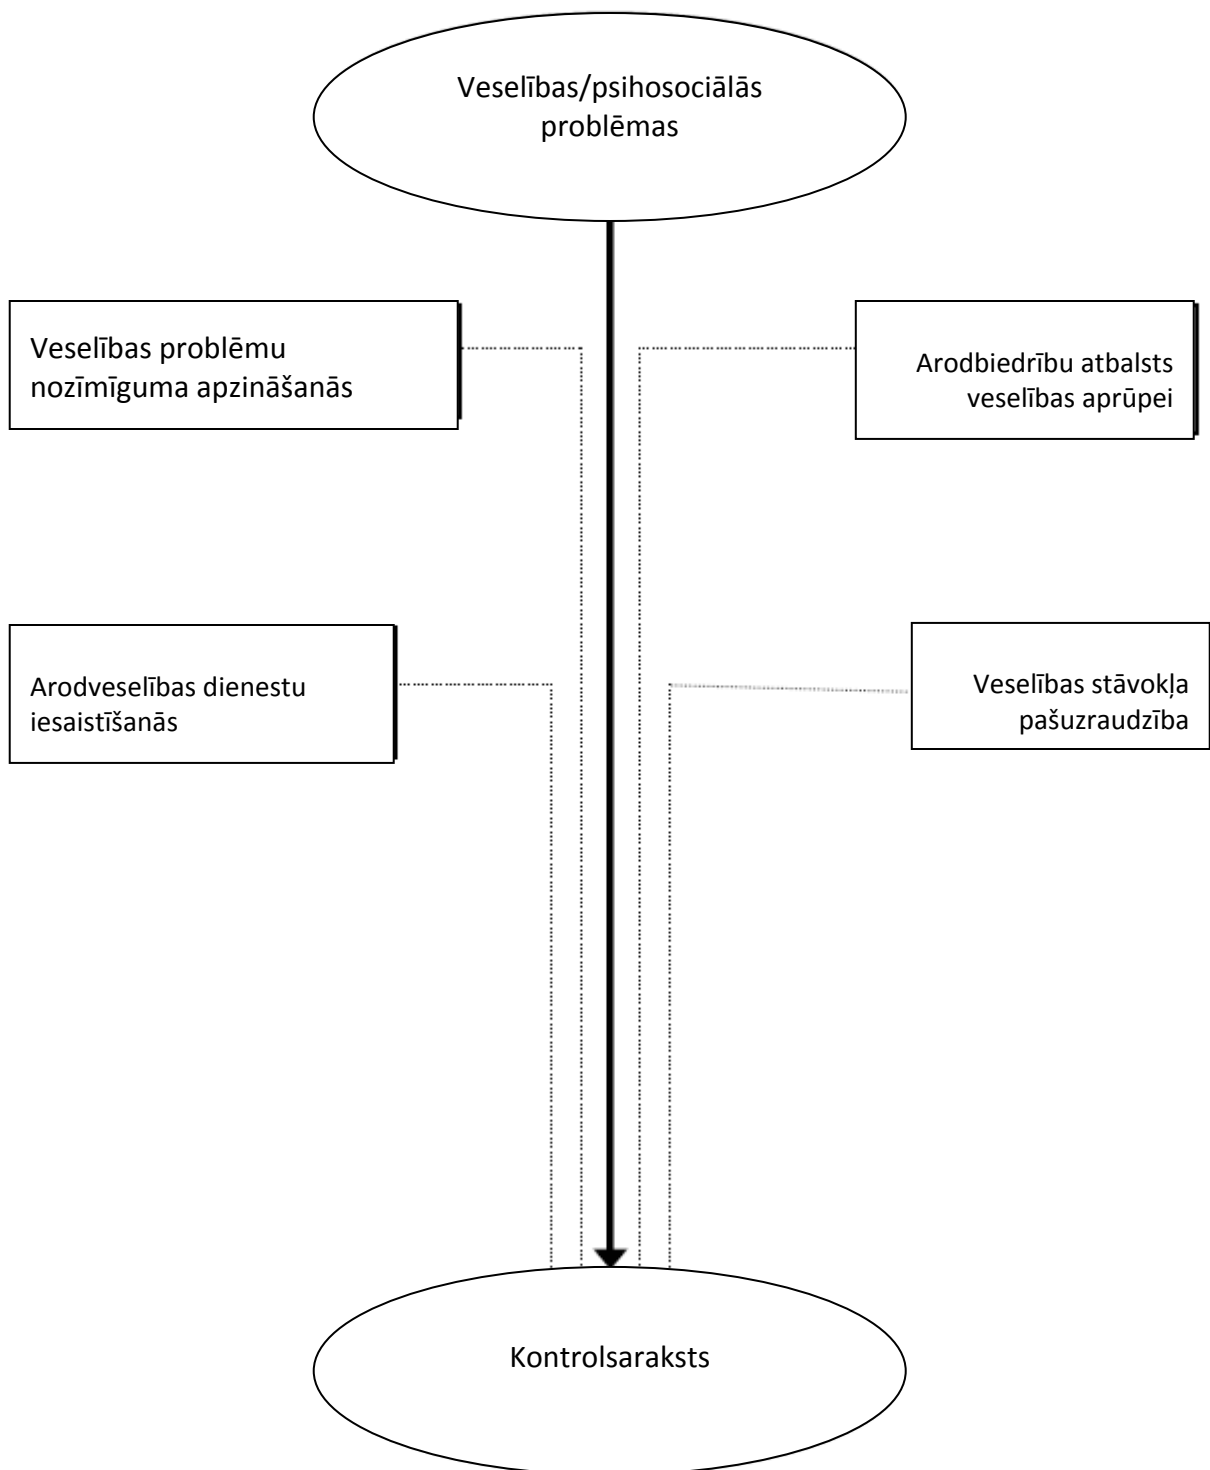 Veselības/psihosociālās
problēmas
Veselības problēmu
nozīmīguma apzināšanās
Arodbiedrību atbalsts
veselības aprūpei
Arodveselības dienestu
iesaistīšanās
Veselības stāvokļa
pašuzraudzība
Kontrolsaraksts